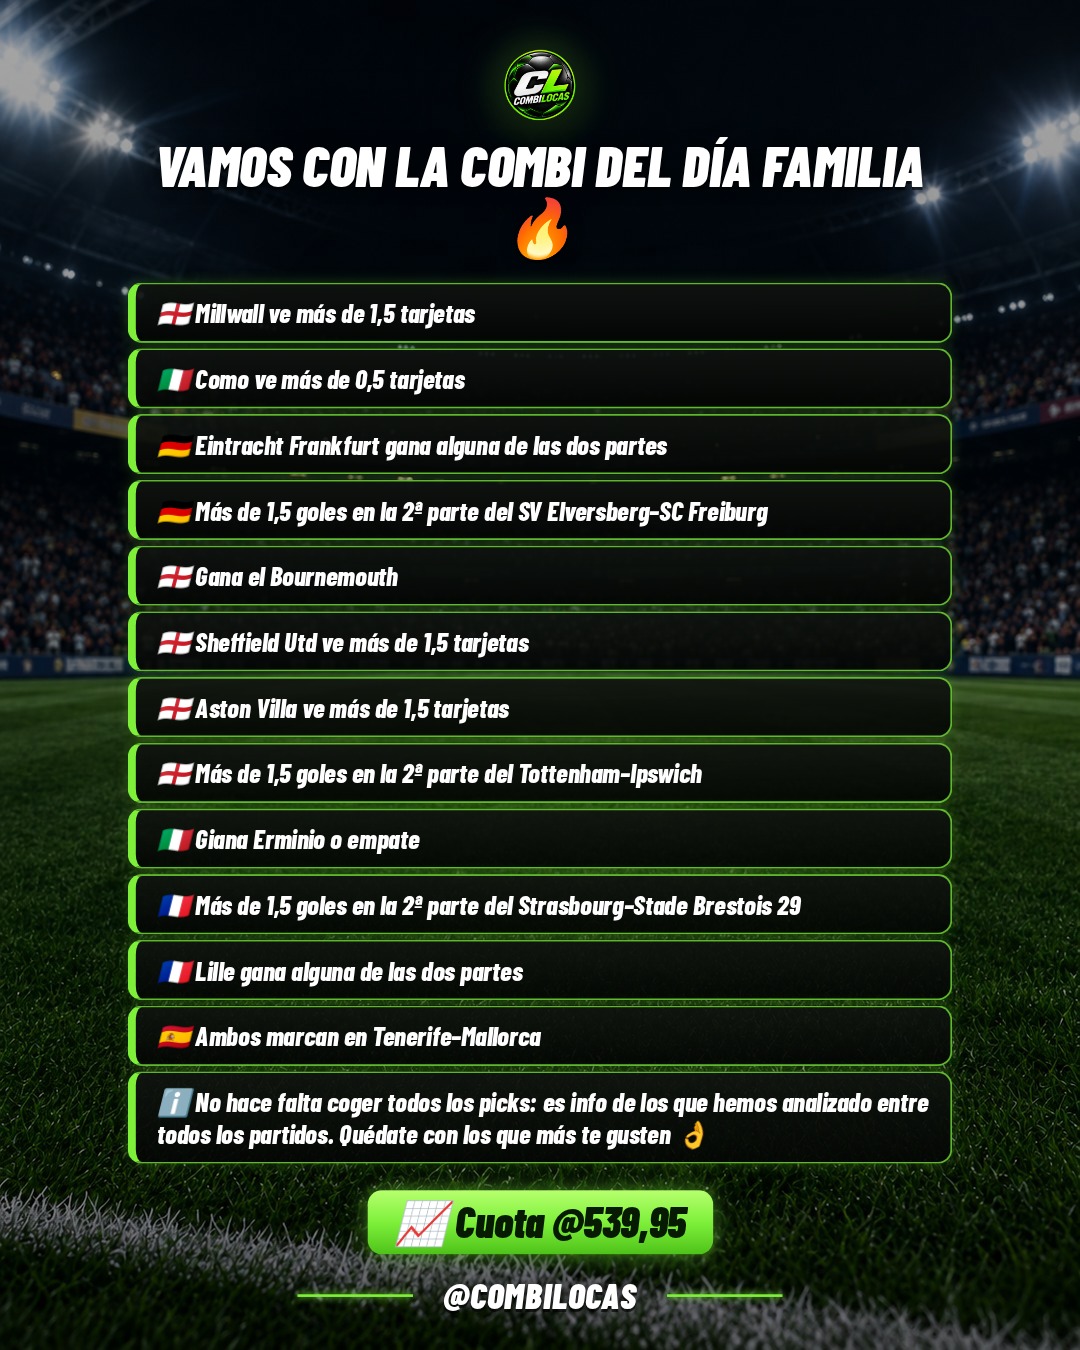 CL
COMBILOCAS
VAMOS CON LA COMBI DEL DÍA FAMILIA
🔥
🏴󠁧󠁢󠁥󠁮󠁧󠁿 Millwall ve más de 1,5 tarjetas
🇮🇹 Como ve más de 0,5 tarjetas
🇩🇪 Eintracht Frankfurt gana alguna de las dos partes
🇩🇪 Más de 1,5 goles en la 2ª parte del SV Elversberg-SC Freiburg
🏴󠁧󠁢󠁥󠁮󠁧󠁿 Gana el Bournemouth
🏴󠁧󠁢󠁥󠁮󠁧󠁿 Sheffield Utd ve más de 1,5 tarjetas
🏴󠁧󠁢󠁥󠁮󠁧󠁿 Aston Villa ve más de 1,5 tarjetas
🏴󠁧󠁢󠁥󠁮󠁧󠁿 Más de 1,5 goles en la 2ª parte del Tottenham-Ipswich
🇮🇹 Giana Erminio o empate
🇫🇷 Más de 1,5 goles en la 2ª parte del Strasbourg-Stade Brestois 29
🇫🇷 Lille gana alguna de las dos partes
🇪🇸 Ambos marcan en Tenerife-Mallorca
ℹ️ No hace falta coger todos los picks: es info de los que hemos analizado entre
todos los partidos. Quédate con los que más te gusten 👌
📈 Cuota @539,95
@COMBILOCAS